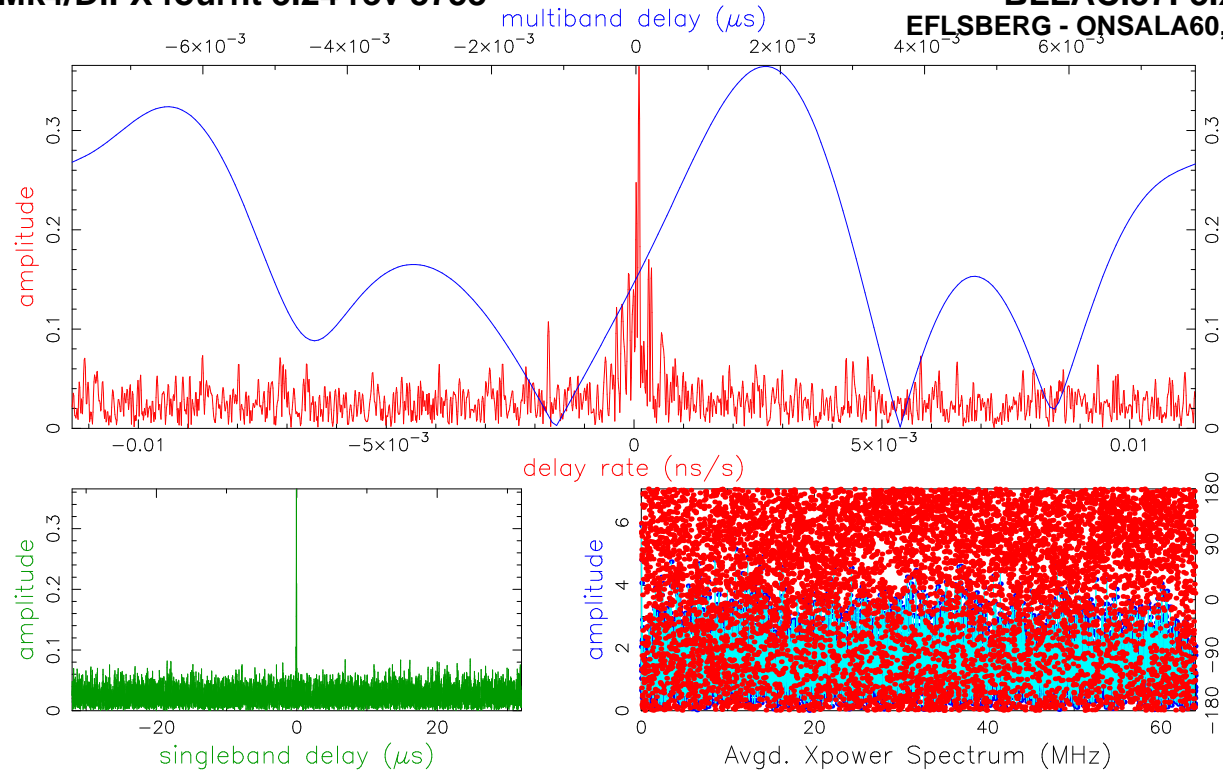 multiband delay (μs)
EFLSBERG - ONSALA60,
−6×10⁻³ −4×10⁻³ −2×10⁻³ 0 2×10⁻³ 4×10⁻³ 6×10⁻³
amplitude
0 0.1 0.2 0.3
0 0.1 0.2 0.3
−0.01 −5×10⁻³ 0 5×10⁻³ 0.01
delay rate (ns/s)
amplitude
0 0.1 0.2 0.3
−20 0 20
singleband delay (μs)
amplitude
0 2 4 6
−180 −90 0 90 180
0 20 40 60
Avgd. Xpower Spectrum (MHz)